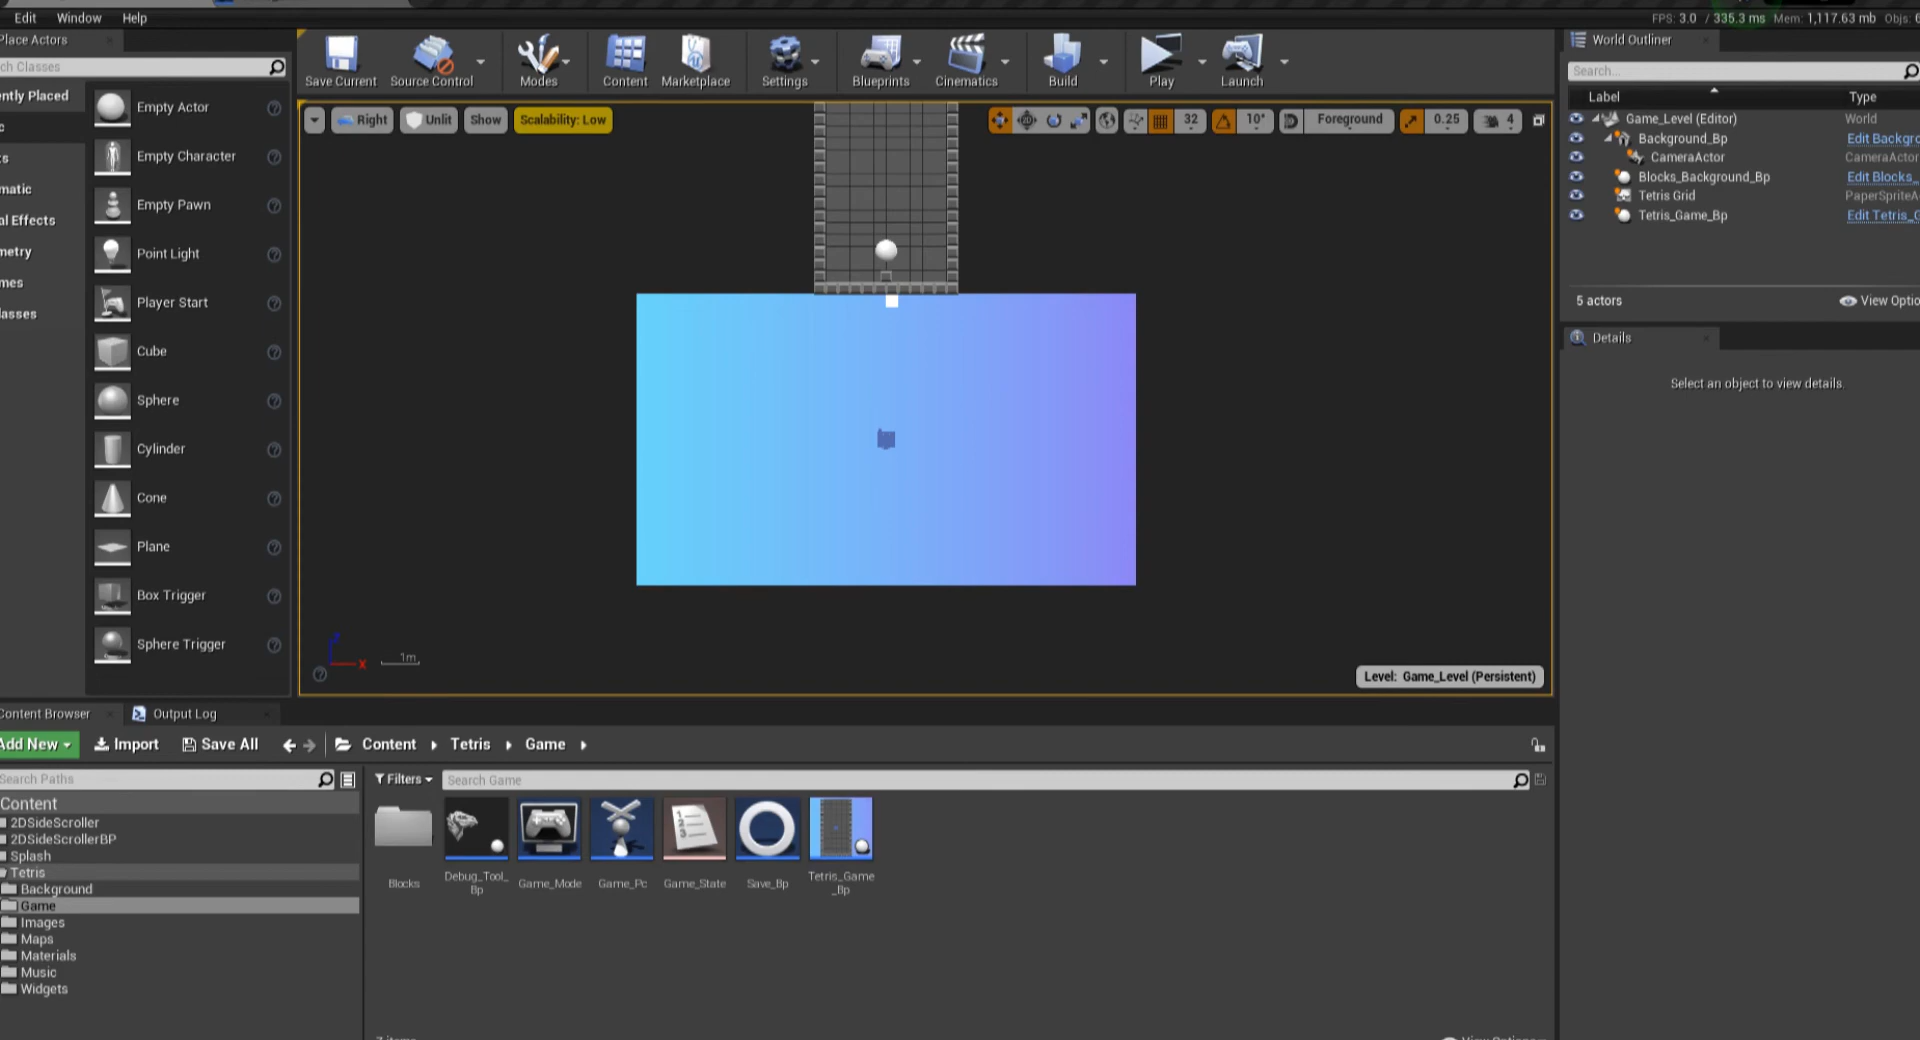 Edit Window Help
FPS: 3.0 / 335.3 ms Mem: 1,117.63 mb Objs:
Place Actors
ch Classes
ently Placed
c
s
matic
al Effects
metry
mes
lasses
Empty Actor
Empty Character
Empty Pawn
Point Light
Player Start
Cube
Sphere
Cylinder
Cone
Plane
Box Trigger
Sphere Trigger
Save Current
Source Control
Modes
Content
Marketplace
Settings
Blueprints
Cinematics
Build
Play
Launch
Right
Unlit
Show
Scalability: Low
32
10°
Foreground
0.25
4
X
1m
Level: Game_Level (Persistent)
World Outliner
Search...
Label Type
Game_Level (Editor) World
Background_Bp Edit Backgro
CameraActor CameraActor
Blocks_Background_Bp Edit Blocks_
Tetris Grid PaperSpriteA
Tetris_Game_Bp Edit Tetris_G
5 actors
View Optio
Details
Select an object to view details.
Content Browser
Output Log
Add New
Import
Save All
Content
Tetris
Game
Search Paths
Content
2DSideScroller
2DSideScrollerBP
Splash
Tetris
Background
Game
Images
Maps
Materials
Music
Widgets
Filters
Search Game
Blocks
Debug_Tool_
Bp
Game_Mode
Game_Pc
Game_State
Save_Bp
Tetris_Game
_Bp